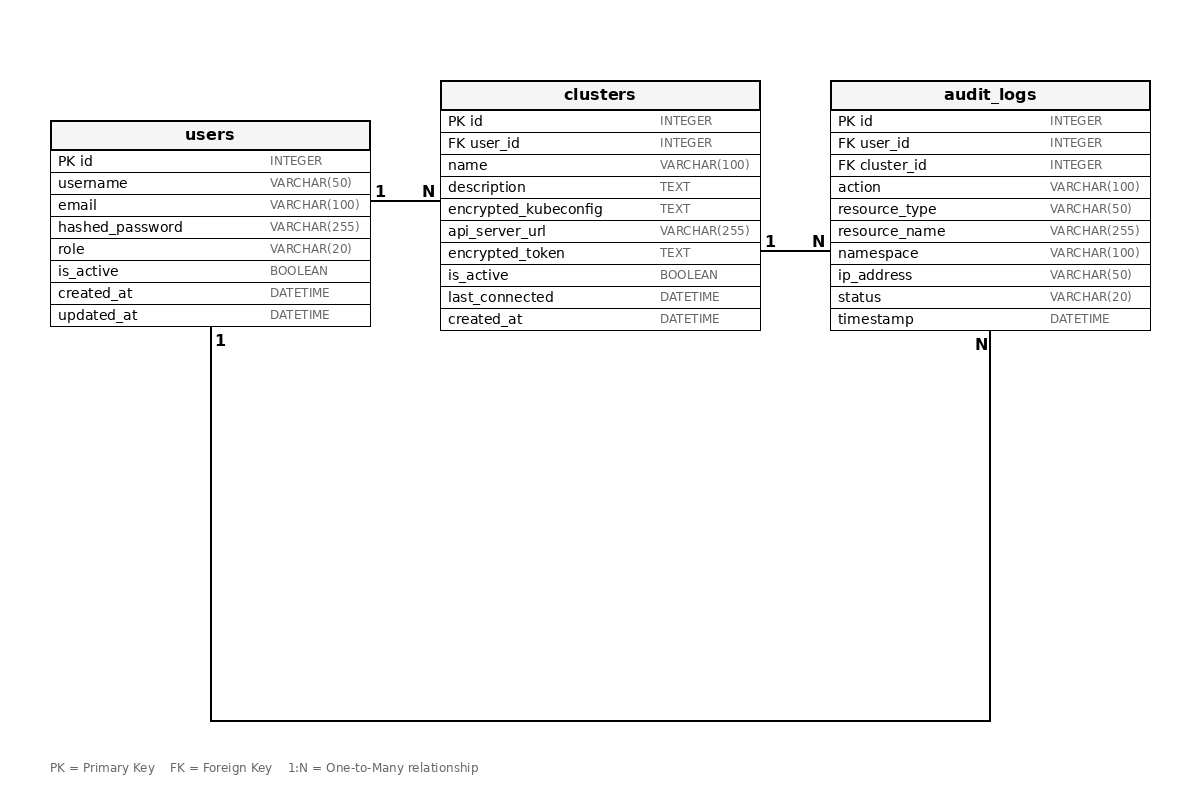 users
PK id INTEGER
username VARCHAR(50)
email VARCHAR(100)
hashed_password VARCHAR(255)
role VARCHAR(20)
is_active BOOLEAN
created_at DATETIME
updated_at DATETIME
1 N
1
clusters
PK id INTEGER
FK user_id INTEGER
name VARCHAR(100)
description TEXT
encrypted_kubeconfig TEXT
api_server_url VARCHAR(255)
encrypted_token TEXT
is_active BOOLEAN
last_connected DATETIME
created_at DATETIME
1 N
audit_logs
PK id INTEGER
FK user_id INTEGER
FK cluster_id INTEGER
action VARCHAR(100)
resource_type VARCHAR(50)
resource_name VARCHAR(255)
namespace VARCHAR(100)
ip_address VARCHAR(50)
status VARCHAR(20)
timestamp DATETIME
N
PK = Primary Key FK = Foreign Key 1:N = One-to-Many relationship